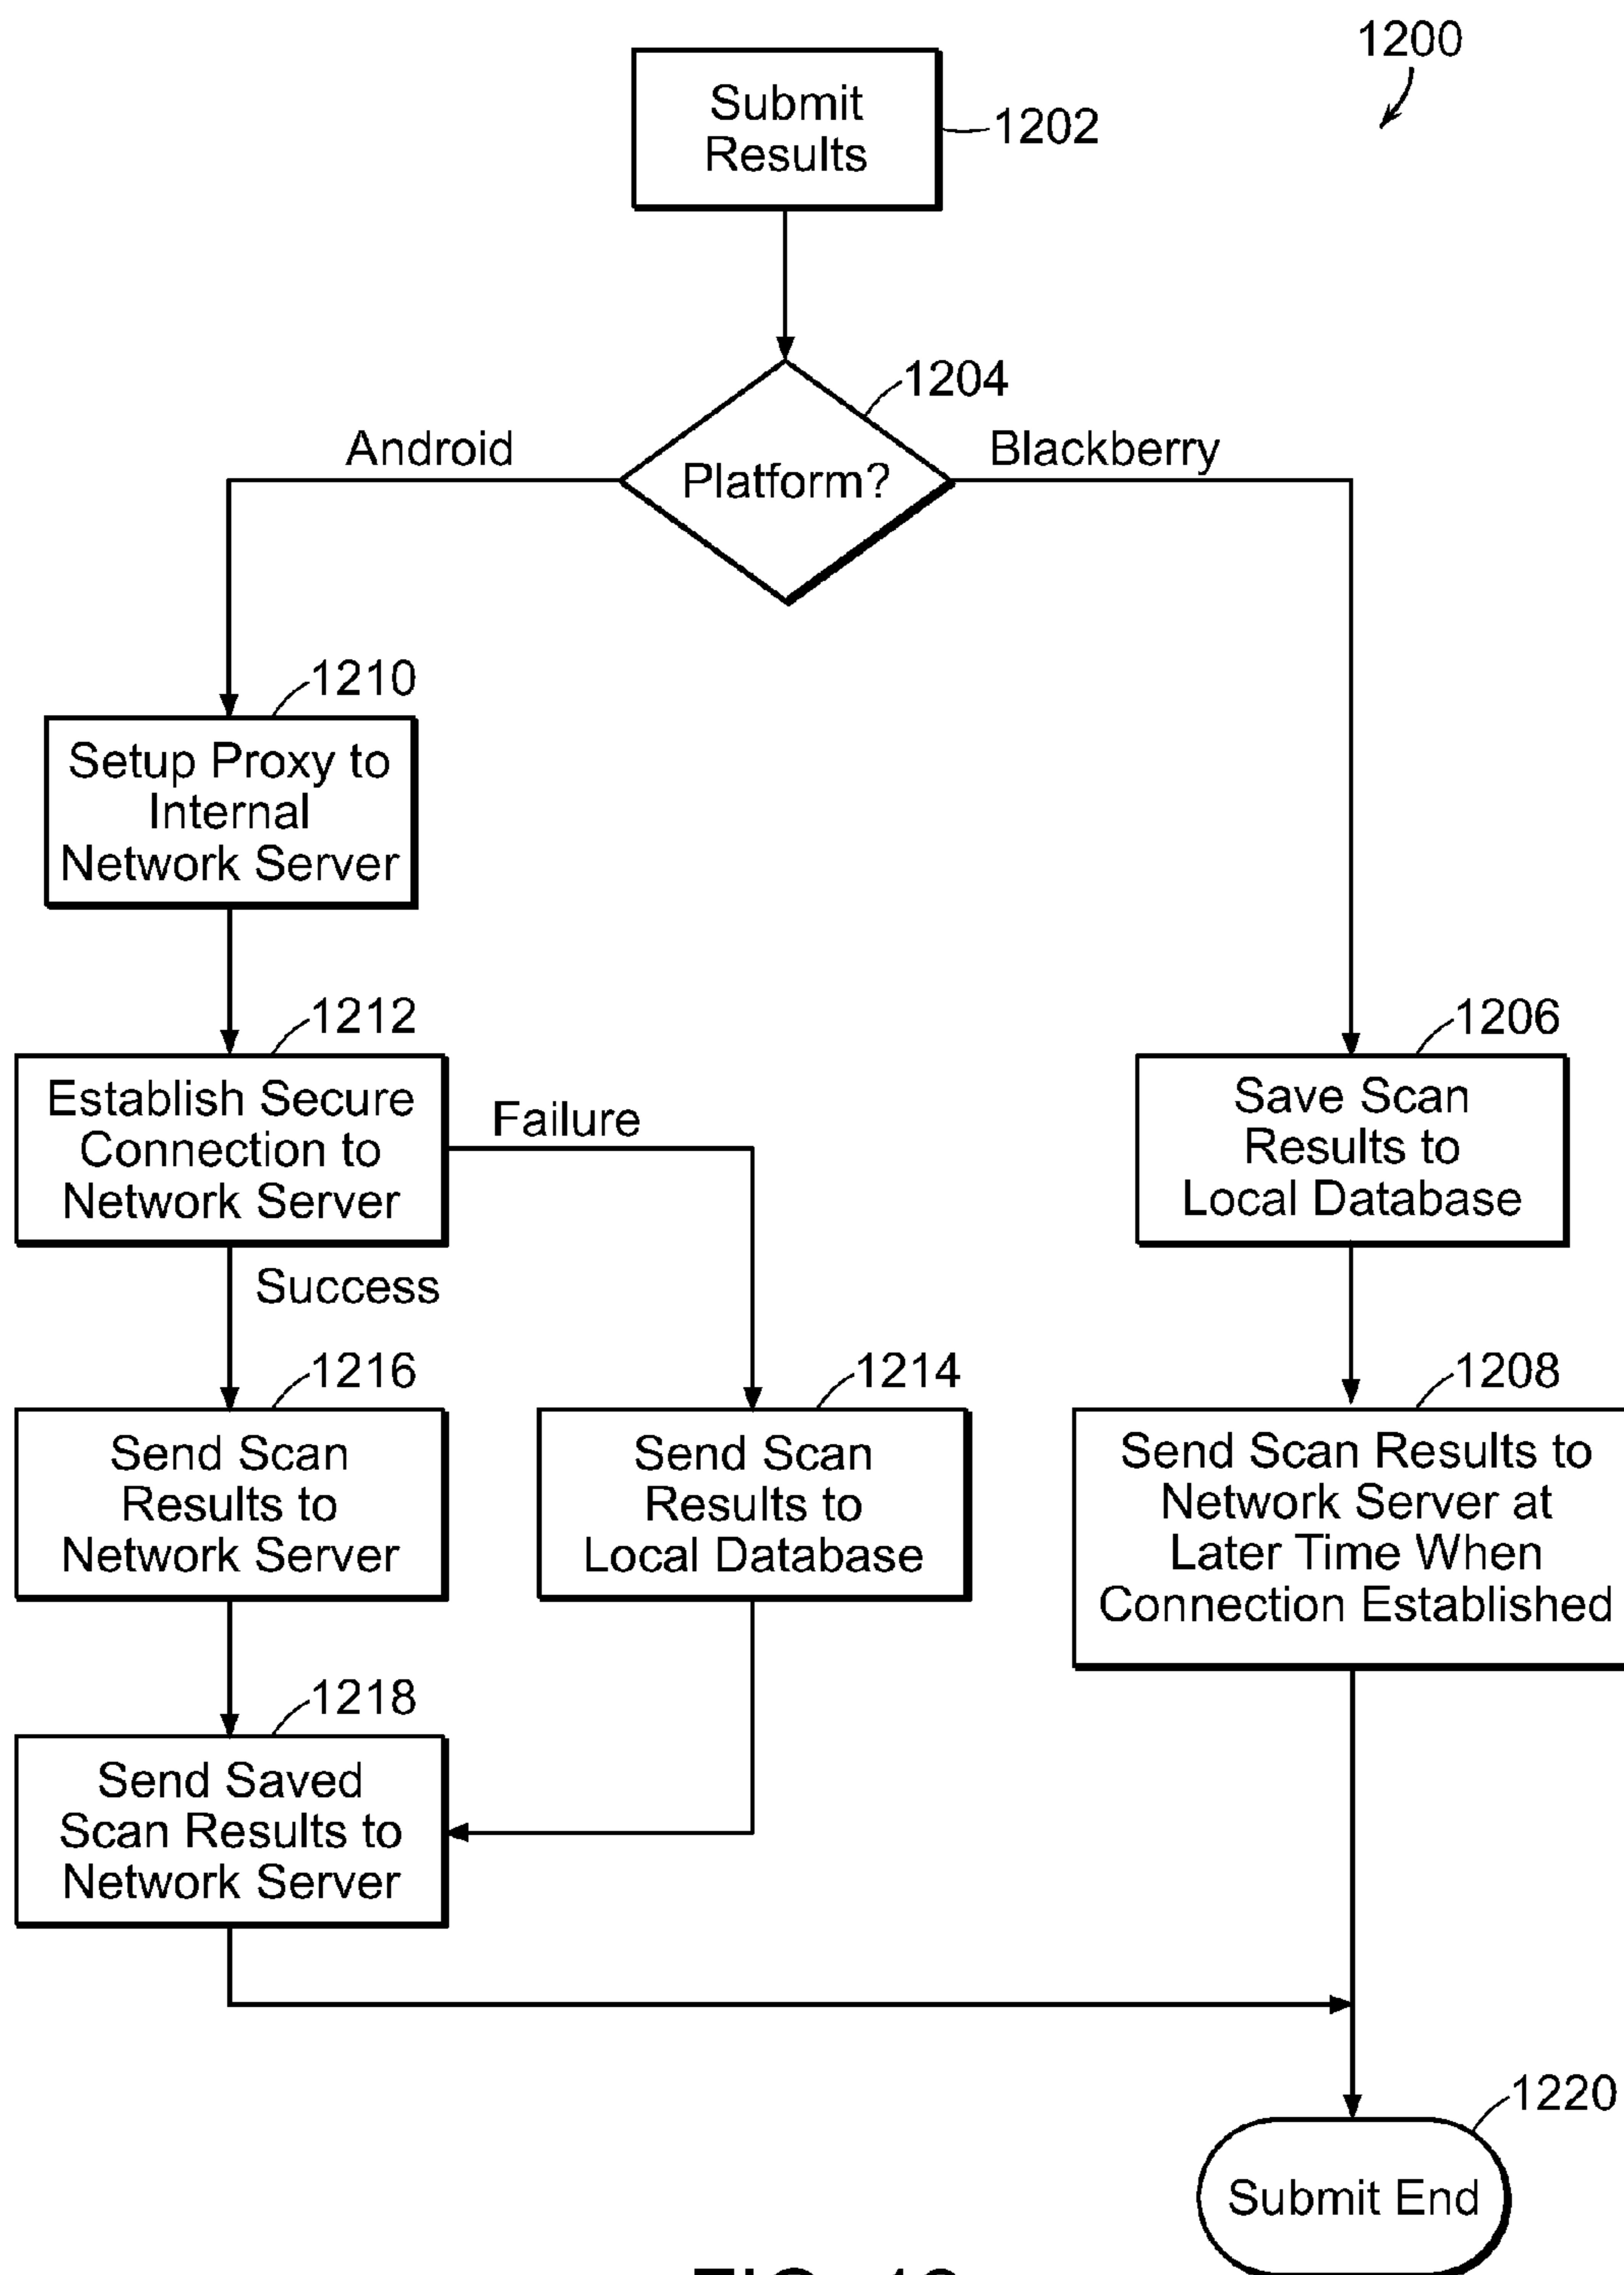 1200
Submit
Results
1202
1204
Android
Platform?
Blackberry
1210
Setup Proxy to
Internal
Network Server
1212
Establish Secure
Connection to
Network Server
Failure
Success
1206
Save Scan
Results to
Local Database
1216
Send Scan
Results to
Network Server
1214
Send Scan
Results to
Local Database
1208
Send Scan Results to
Network Server at
Later Time When
Connection Established
1218
Send Saved
Scan Results to
Network Server
1220
Submit End